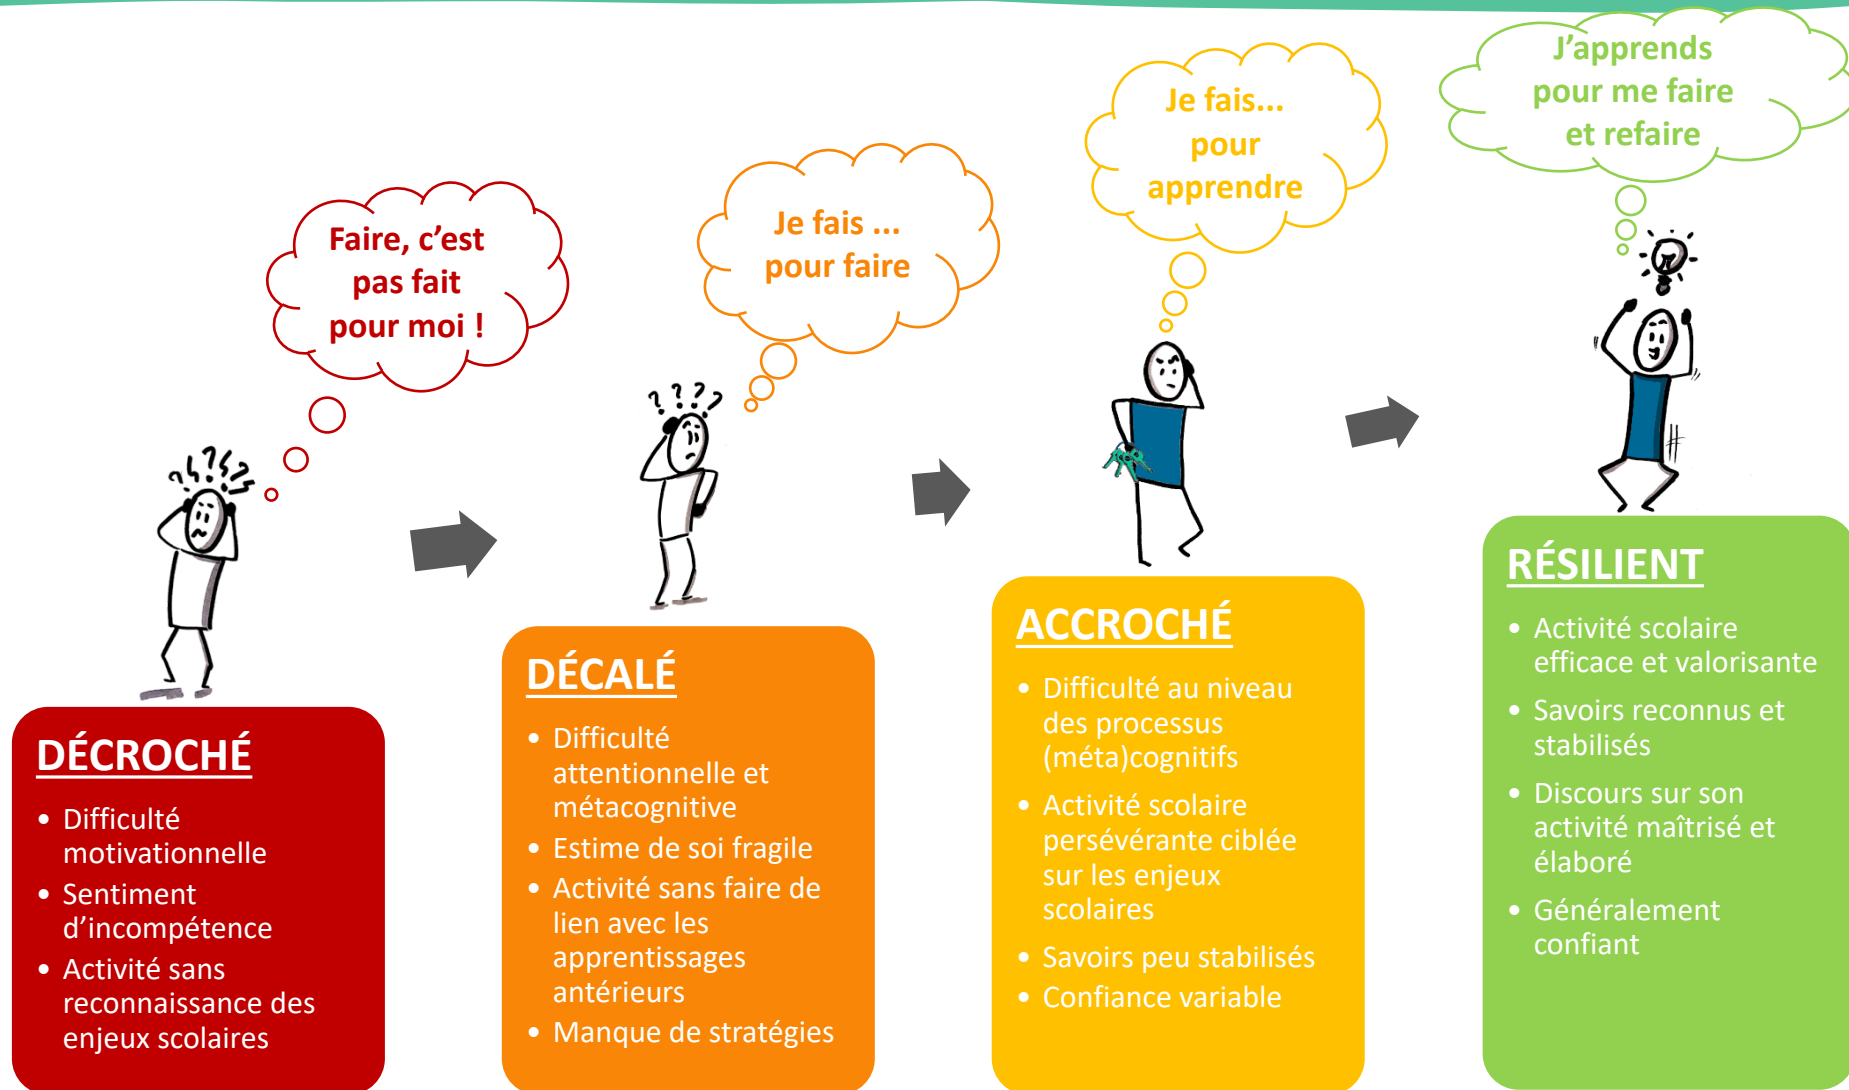 Faire, c’est
pas fait
pour moi !
DÉCROCHÉ
• Difficulté
motivationnelle
• Sentiment
d’incompétence
• Activité sans
reconnaissance des
enjeux scolaires
? ? ? ?
Je fais ...
pour faire
DÉCALÉ
• Difficulté
attentionnelle et
métacognitive
• Estime de soi fragile
• Activité sans faire de
lien avec les
apprentissages
antérieurs
• Manque de stratégies
Je fais...
pour
apprendre
ACCROCHÉ
• Difficulté au niveau
des processus
(méta)cognitifs
• Activité scolaire
persévérante ciblée
sur les enjeux
scolaires
• Savoirs peu stabilisés
• Confiance variable
J’apprends
pour me faire
et refaire
RÉSILIENT
• Activité scolaire
efficace et valorisante
• Savoirs reconnus et
stabilisés
• Discours sur son
activité maîtrisé et
élaboré
• Généralement
confiant